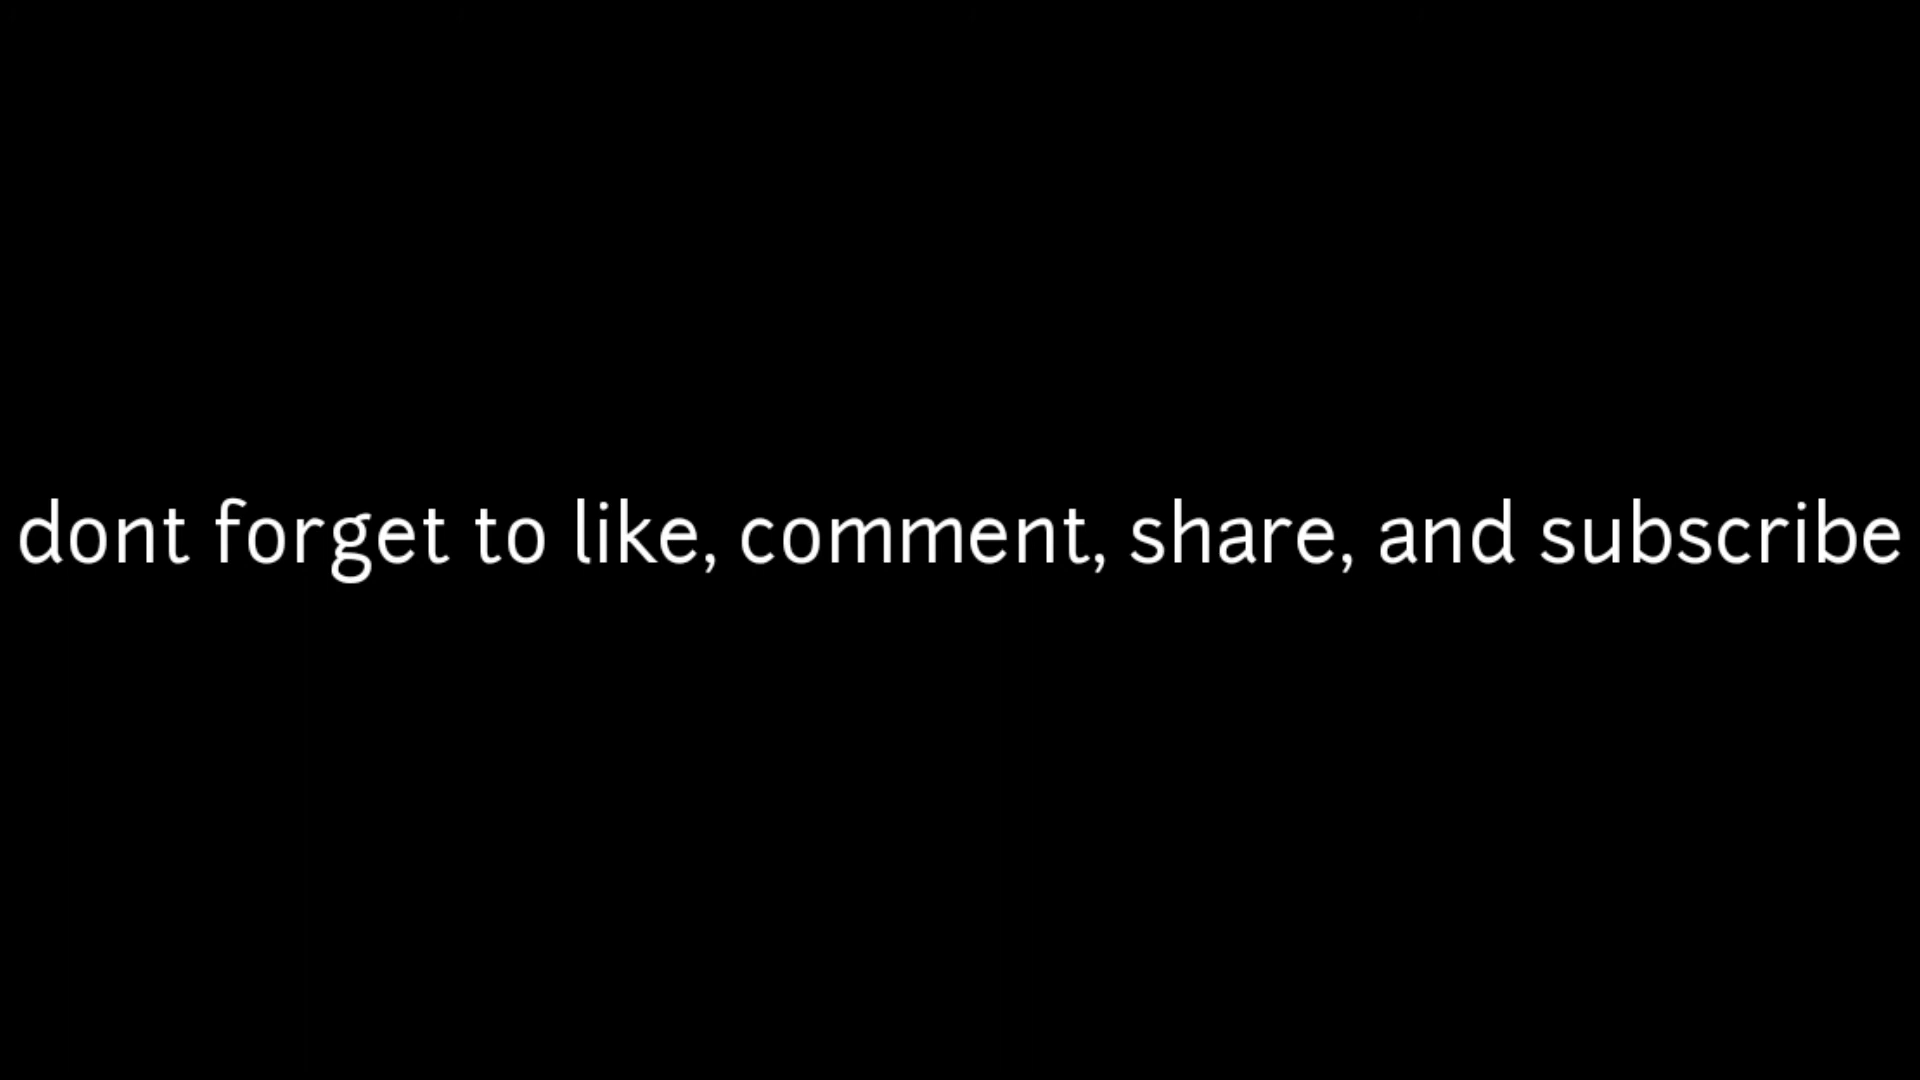 dont forget to like, comment, share, and subscribe